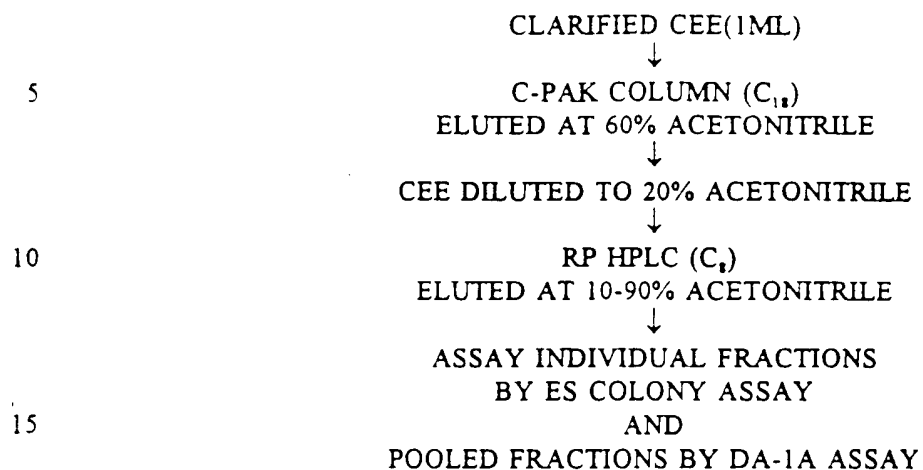 CLARIFIED CEE(1ML)
↓
5 C-PAK COLUMN (C₁₈)
ELUTED AT 60% ACETONITRILE
↓
CEE DILUTED TO 20% ACETONITRILE
↓
10 RP HPLC (C₈)
ELUTED AT 10-90% ACETONITRILE
↓
ASSAY INDIVIDUAL FRACTIONS
BY ES COLONY ASSAY
15 AND
POOLED FRACTIONS BY DA-1A ASSAY